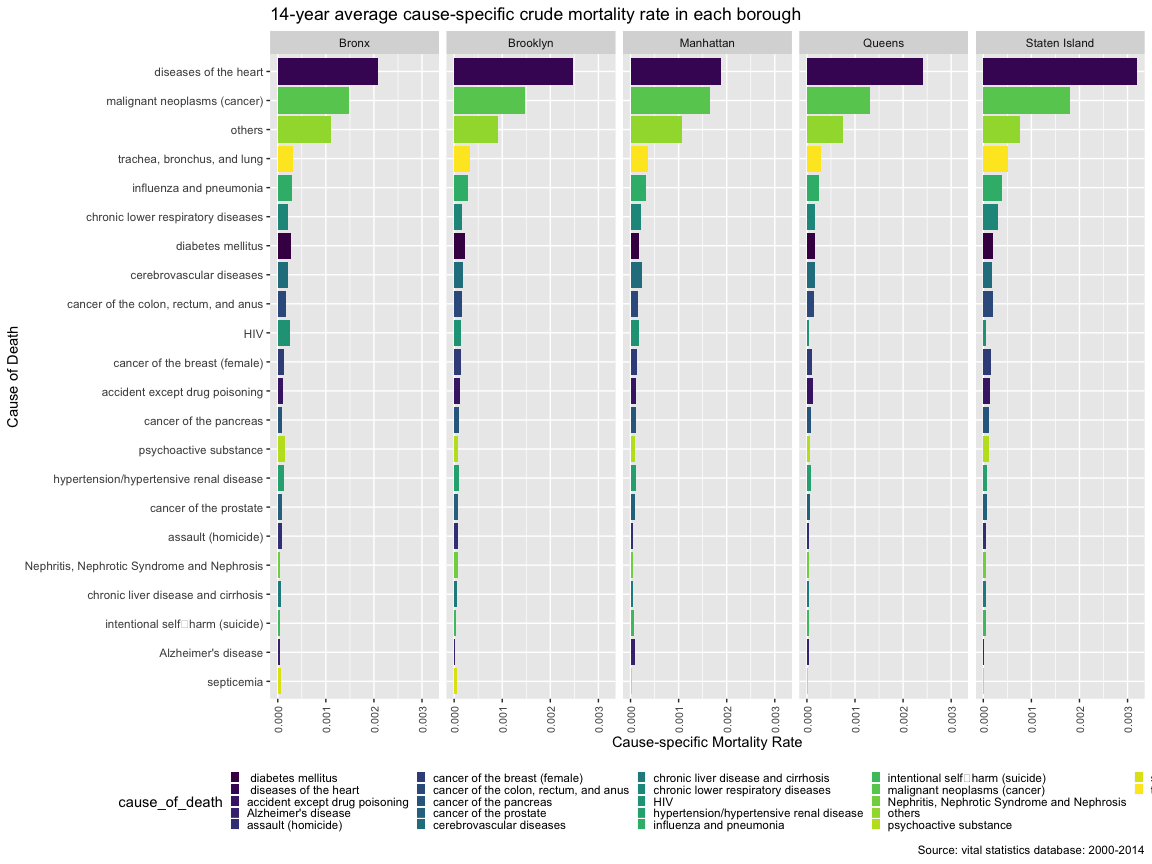 14-year average cause-specific crude mortality rate in each borough
Bronx Brooklyn Manhattan Queens Staten Island
Cause of Death
diseases of the heart
malignant neoplasms (cancer)
others
trachea, bronchus, and lung
influenza and pneumonia
chronic lower respiratory diseases
diabetes mellitus
cerebrovascular diseases
cancer of the colon, rectum, and anus
HIV
cancer of the breast (female)
accident except drug poisoning
cancer of the pancreas
psychoactive substance
hypertension/hypertensive renal disease
cancer of the prostate
assault (homicide)
Nephritis, Nephrotic Syndrome and Nephrosis
chronic liver disease and cirrhosis
intentional self□harm (suicide)
Alzheimer's disease
septicemia
0.000 0.001 0.002 0.003 0.000 0.001 0.002 0.003 0.000 0.001 0.002 0.003 0.000 0.001 0.002 0.003 0.000 0.001 0.002 0.003
Cause-specific Mortality Rate
cause_of_death
diabetes mellitus
diseases of the heart
accident except drug poisoning
Alzheimer's disease
assault (homicide)
cancer of the breast (female)
cancer of the colon, rectum, and anus
cancer of the pancreas
cancer of the prostate
cerebrovascular diseases
chronic liver disease and cirrhosis
chronic lower respiratory diseases
HIV
hypertension/hypertensive renal disease
influenza and pneumonia
intentional self□harm (suicide)
malignant neoplasms (cancer)
Nephritis, Nephrotic Syndrome and Nephrosis
others
psychoactive substance
Source: vital statistics database: 2000-2014